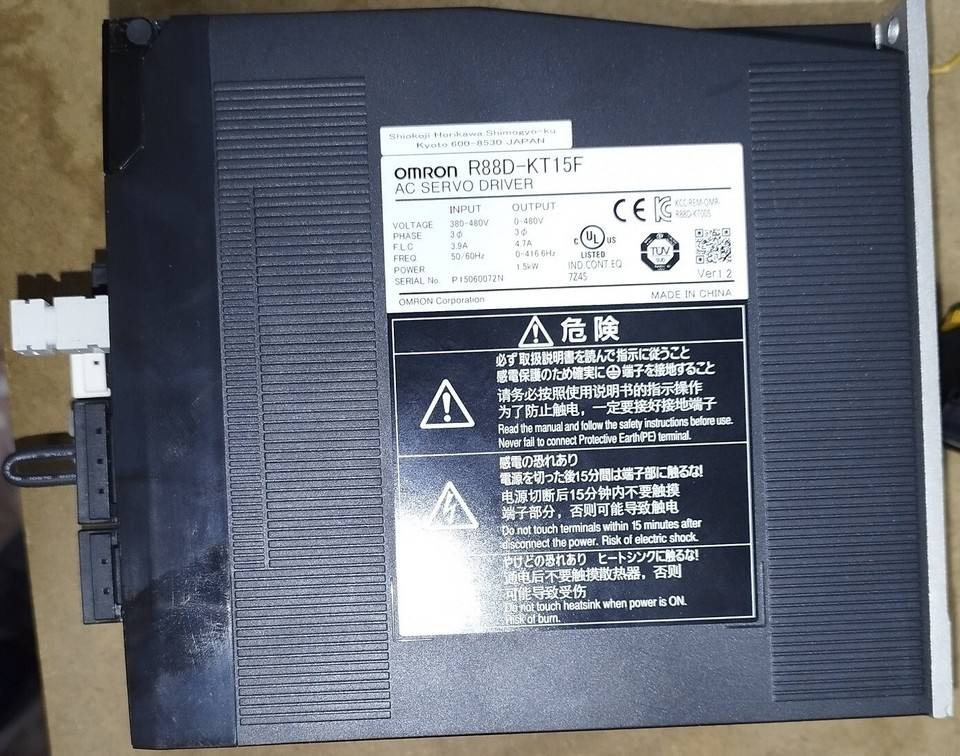 Shiokoji-Horikawa, Shimogyo-ku
Kyoto 600-8530 JAPAN
OMRON R88D-KT15F
AC SERVO DRIVER
INPUT OUTPUT
VOLTAGE 380-480V 0-480V
PHASE 3ϕ 3ϕ
F.L.C 3.9A 4.7A
FREQ. 50/60Hz 0-416.6Hz
POWER 1.5kW
SERIAL No. P15060072N
CE
KCC-REM-OMR-
R88D-KT005
C UL US
LISTED
IND.CONT.EQ
7Z45
TÜV
SÜD
Ver1.2
OMRON Corporation MADE IN CHINA
危険
必ず取扱説明書を読んで指示に従うこと
感電保護のため確実に端子を接地すること
请务必按照使用说明书的指示操作
为了防止触电，一定要接好接地端子
Read the manual and follow the safety instructions before use.
Never fail to connect Protective Earth(PE) terminal.
感電の恐れあり
電源を切った後15分間は端子部に触るな!
电源切断后15分钟内不要触摸
端子部分，否则可能导致触电
Do not touch terminals within 15 minutes after
disconnect the power. Risk of electric shock.
やけどの恐れあり ヒートシンクに触るな!
通电后不要触摸散热器，否则
可能导致受伤
Do not touch heatsink when power is ON.
Risk of burn.